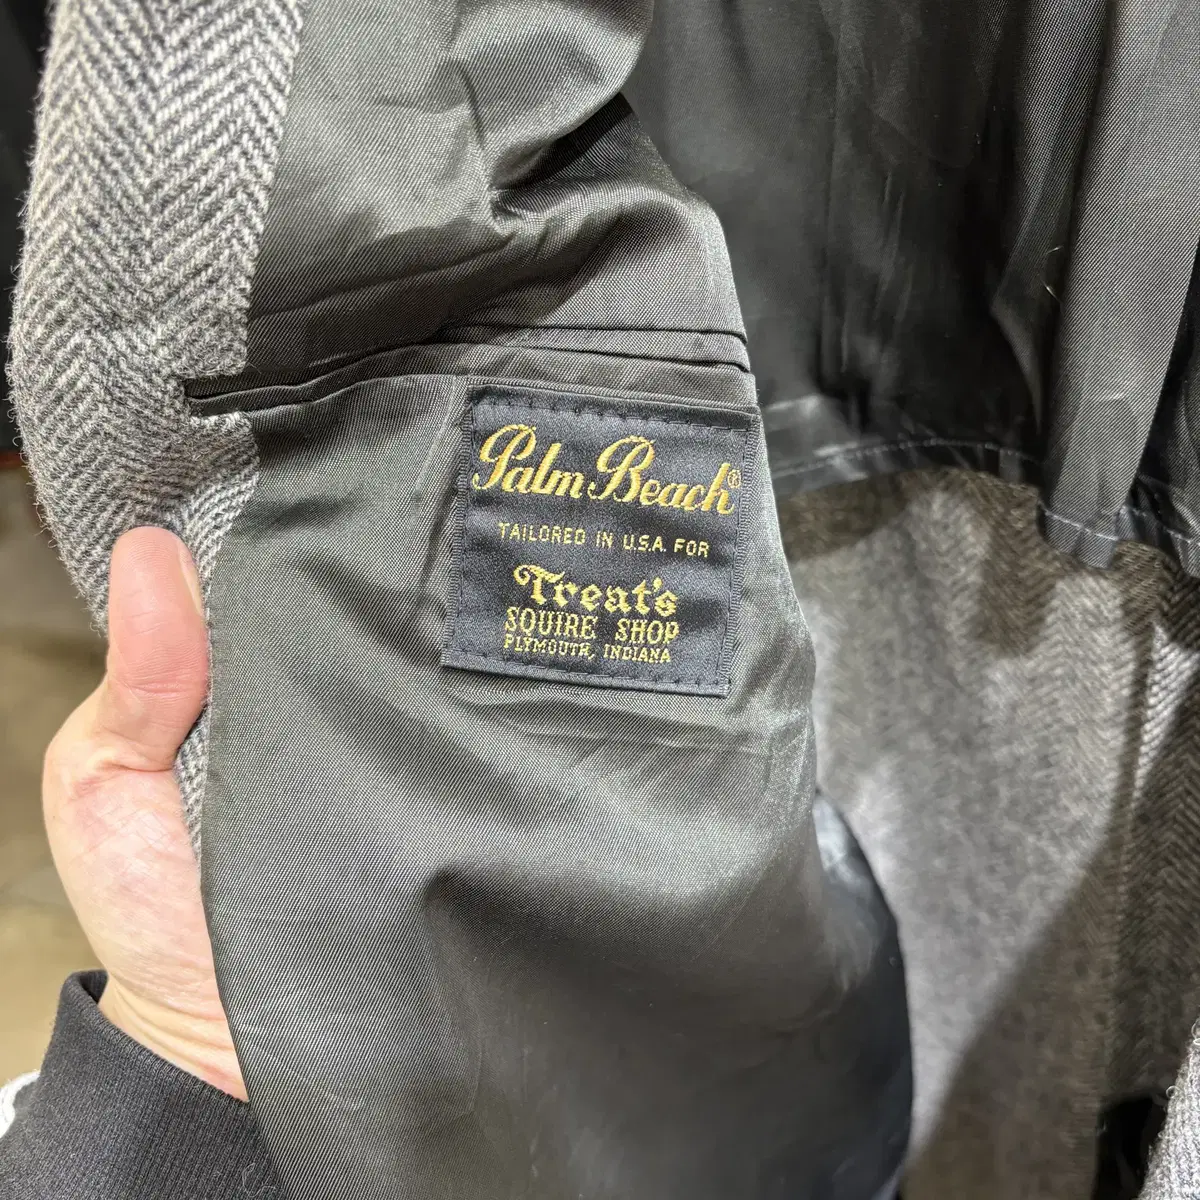 Palm Beach®
TAILORED IN U.S.A. FOR
Treat's
SQUIRE SHOP
PLYMOUTH, INDIANA